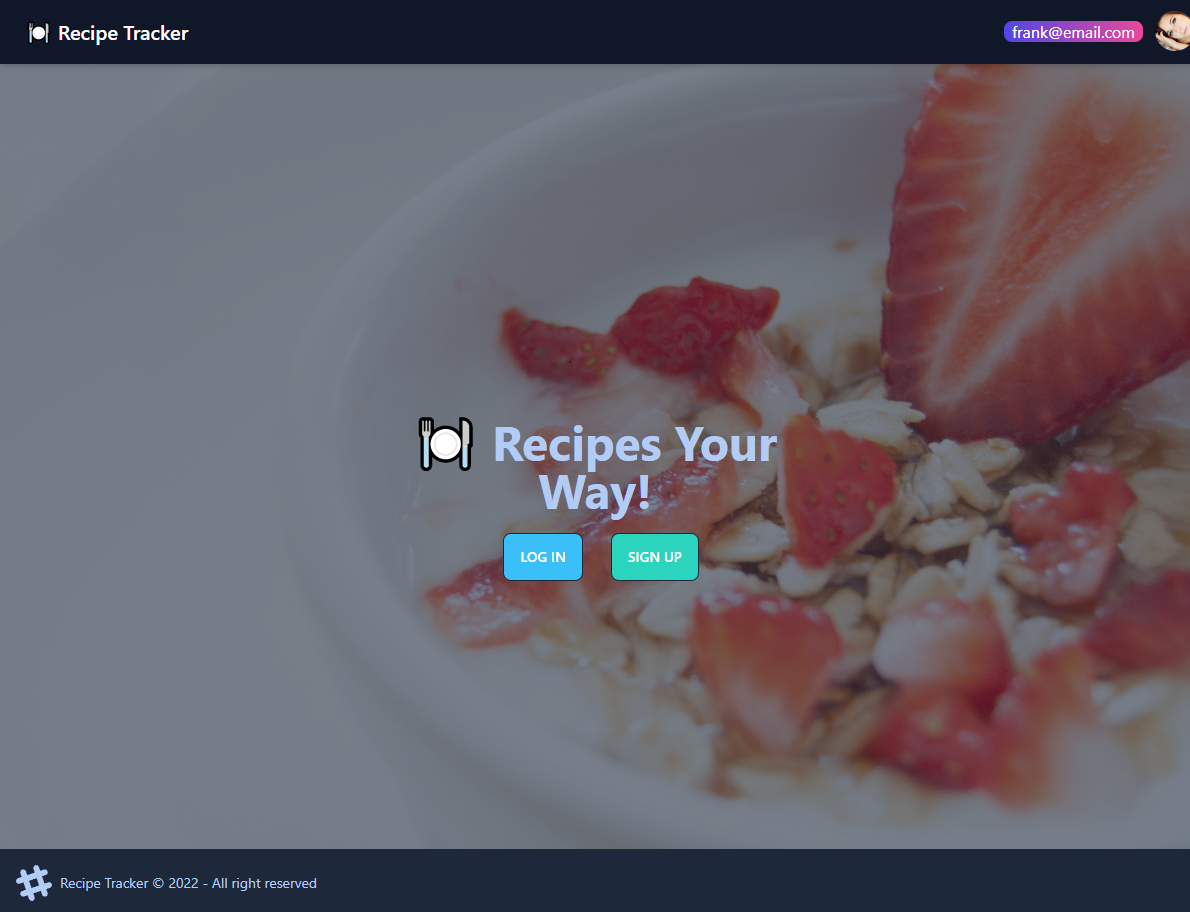 Recipe Tracker
frank@email.com
Recipes Your
Way!
LOG IN
SIGN UP
Recipe Tracker © 2022 - All right reserved